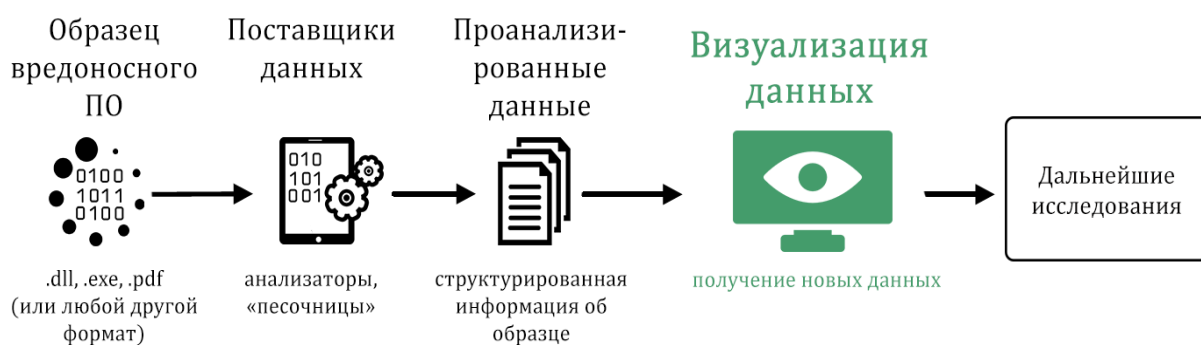 Образец
вредоносного
ПО
Поставщики
данных
Проанализи-
рованные
данные
Визуализация
данных
0100
1011
0100
010
101
001
Дальнейшие
исследования
.dll, .exe, .pdf
(или любой другой
формат)
анализаторы,
«песочницы»
структурированная
информация об
образце
получение новых данных